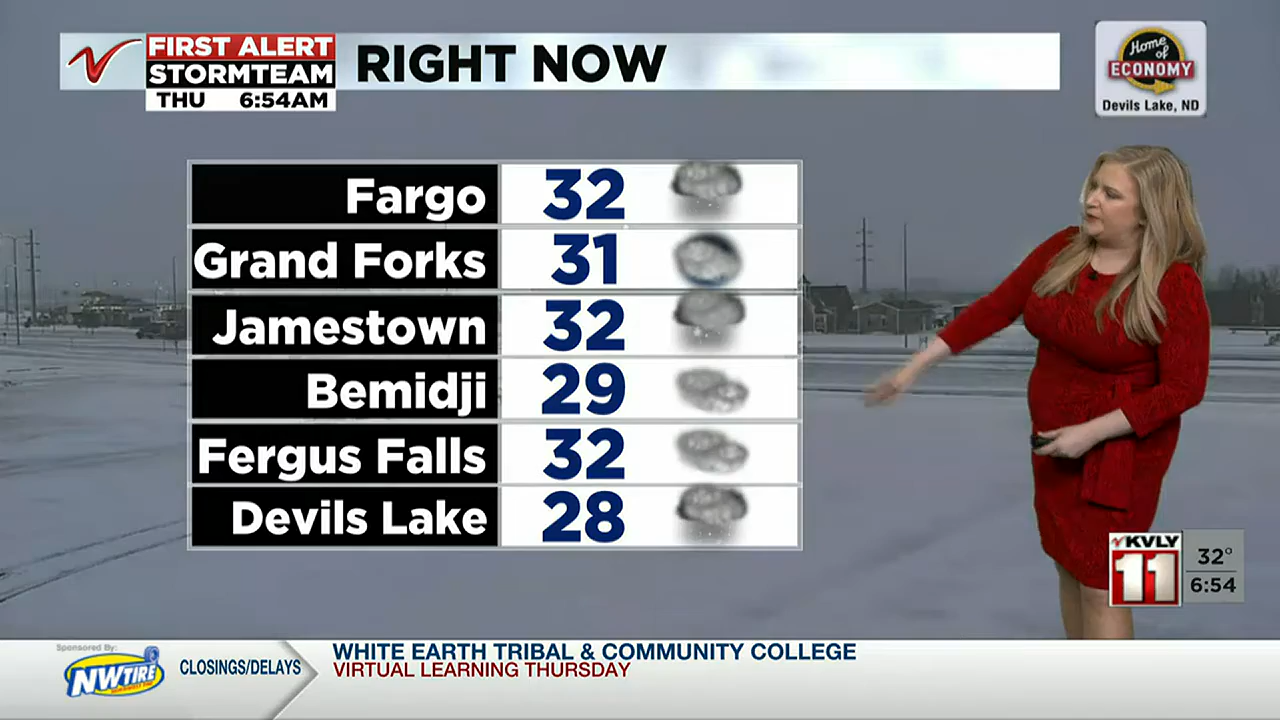 FIRST ALERT
STORMTEAM
THU 6:54AM
RIGHT NOW
Home of
ECONOMY
Devils Lake, ND
Fargo 32
Grand Forks 31
Jamestown 32
Bemidji 29
Fergus Falls 32
Devils Lake 28
KVLY
11
32°
6:54
Sponsored By:
NWTIRE
CLOSINGS/DELAYS
WHITE EARTH TRIBAL & COMMUNITY COLLEGE
VIRTUAL LEARNING THURSDAY